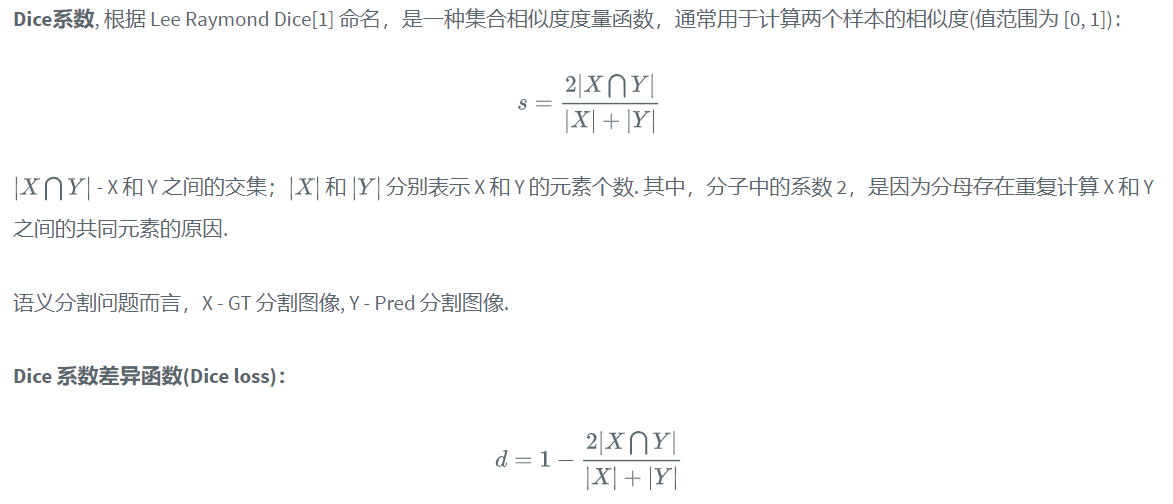 Dice系数, 根据 Lee Raymond Dice[1] 命名，是一种集合相似度度量函数，通常用于计算两个样本的相似度(值范围为 [0, 1])：
s = 2|X⋂Y| / (|X| + |Y|)
|X⋂Y| - X 和 Y 之间的交集；|X| 和 |Y| 分别表示 X 和 Y 的元素个数. 其中，分子中的系数 2，是因为分母存在重复计算 X 和 Y
之间的共同元素的原因.
语义分割问题而言，X - GT 分割图像, Y - Pred 分割图像.
Dice 系数差异函数(Dice loss)：
d = 1 − 2|X⋂Y| / (|X| + |Y|)